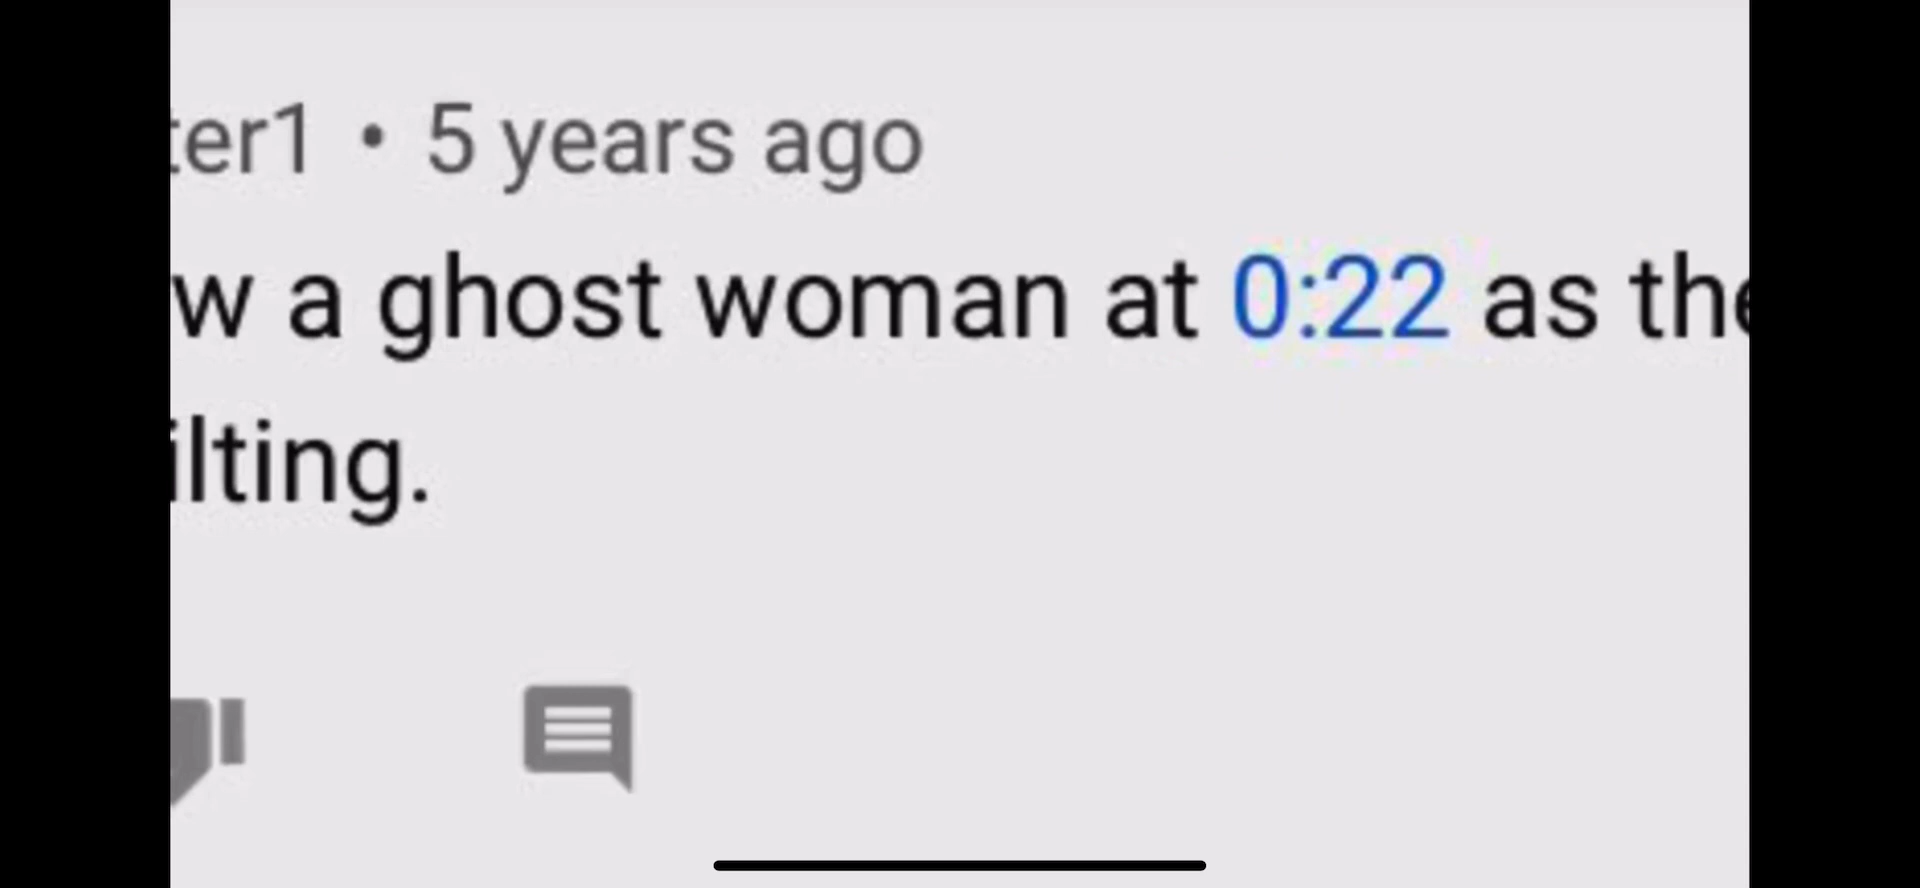 ter1 • 5 years ago
w a ghost woman at 0:22 as the
ilting.